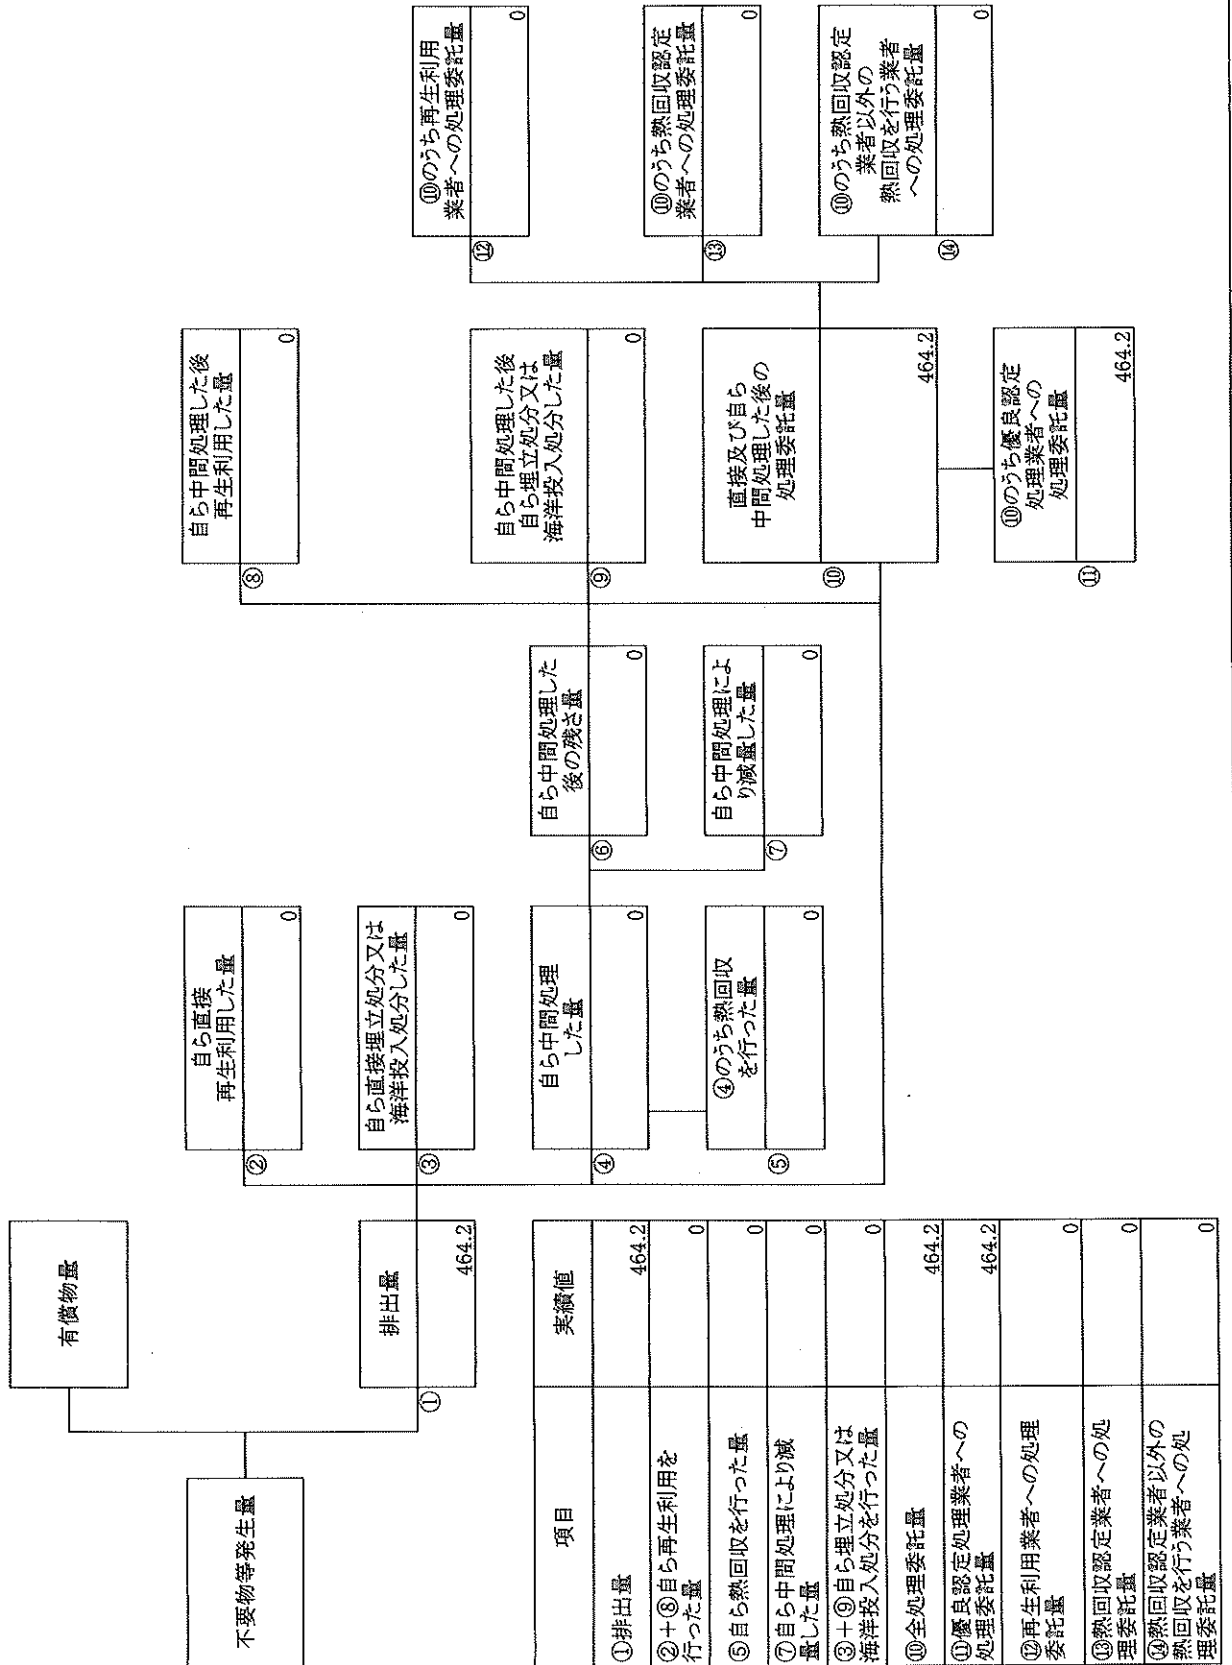 不要物等発生量
有償物量
排出量
①
464.2
自ら直接
再生利用した量
②
0
自ら直接埋立処分又は
海洋投入処分した量
③
0
自ら中間処理
した量
④
0
④のうち熱回収
を行った量
⑤
0
自ら中間処理した
後の残さ量
⑥
0
自ら中間処理によ
り減量した量
⑦
0
自ら中間処理した後
再生利用した量
⑧
0
自ら中間処理した後
自ら埋立処分又は
海洋投入処分した量
⑨
0
直接及び自ら
中間処理した後の
処理委託量
⑩
464.2
⑩のうち優良認定
処理業者への
処理委託量
⑪
464.2
⑩のうち再生利用
業者への処理委託量
⑫
0
⑩のうち熱回収認定
業者への処理委託量
⑬
0
⑩のうち熱回収認定
業者以外の
熱回収を行う業者
への処理委託量
⑭
0
項目 実績値
①排出量 464.2
②+⑧自ら再生利用を
行った量 0
⑤自ら熱回収を行った量 0
⑦自ら中間処理により減
量した量 0
③+⑨自ら埋立処分又は
海洋投入処分を行った量 0
⑩全処理委託量 464.2
⑪優良認定処理業者への
処理委託量 464.2
⑫再生利用業者への処理
委託量 0
⑬熱回収認定業者への処
理委託量 0
⑭熱回収認定業者以外の
熱回収を行う業者への処
理委託量 0